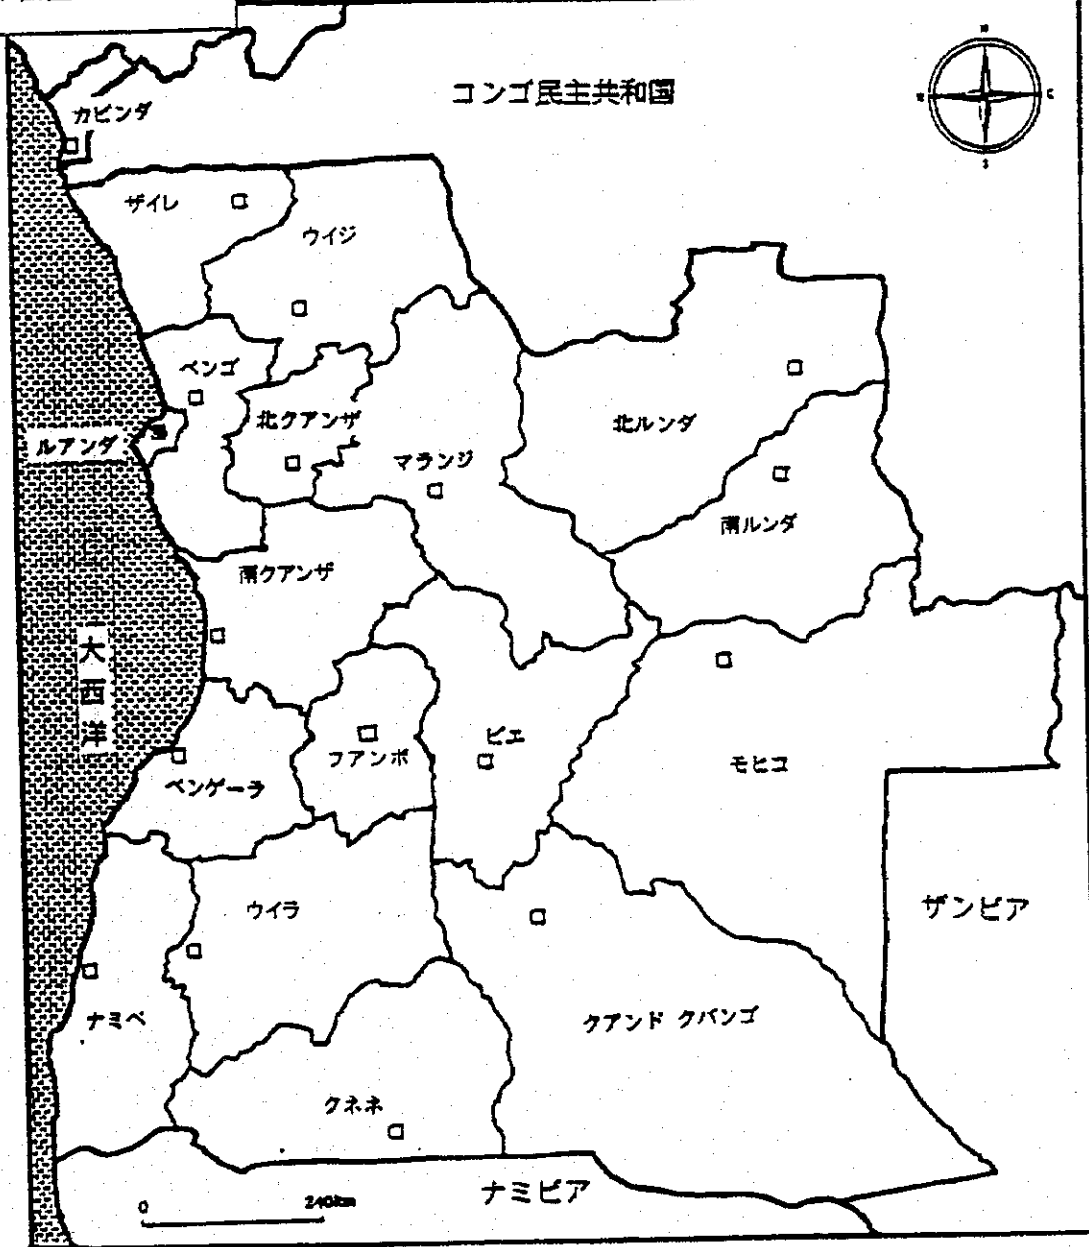 コンゴ民主共和国
N
W
E
S
カビンダ
ザイレ
ウイジ
ベンゴ
北クアンザ
ルアンダ
マランジ
北ルンダ
南ルンダ
南クアンザ
大西洋
ベンゲーラ
フアンボ
ビエ
モヒコ
ウイラ
ザンビア
ナミベ
クアンド クバンゴ
クネネ
ナミビア
0
240km